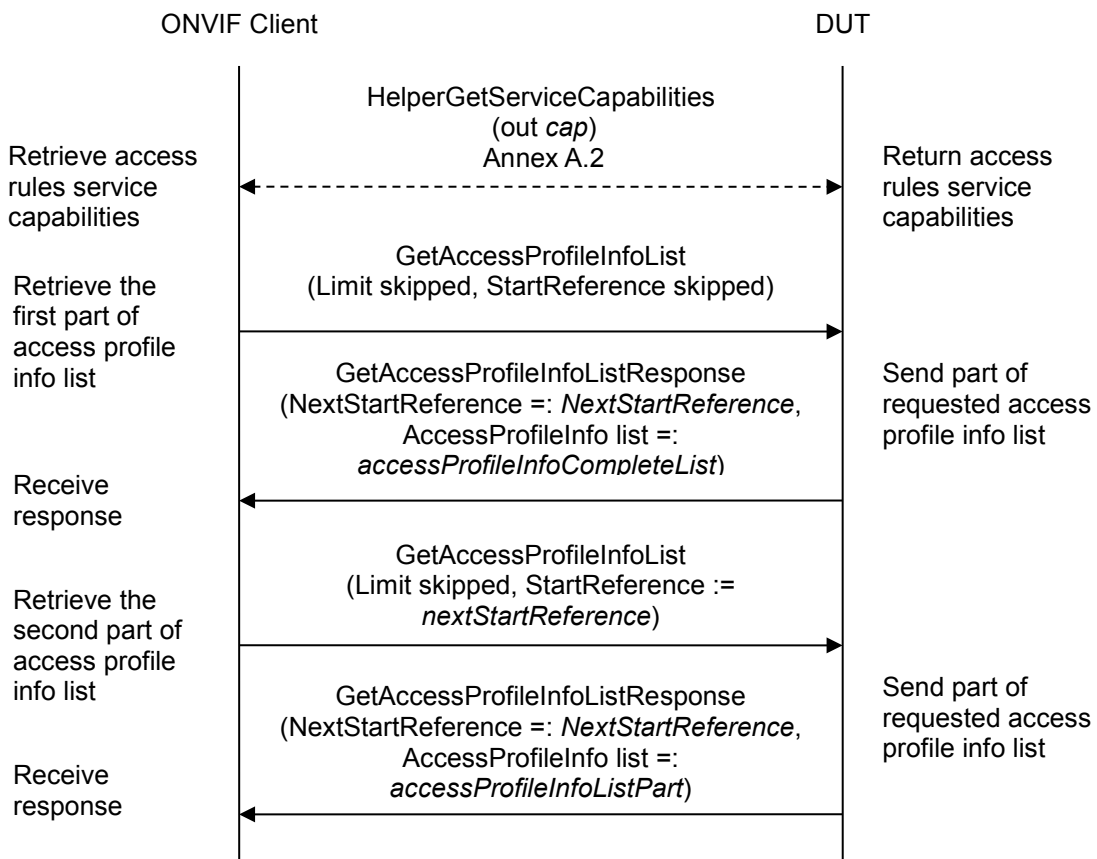 ONVIF Client
DUT
HelperGetServiceCapabilities
(out cap)
Annex A.2
Retrieve access
rules service
capabilities
Return access
rules service
capabilities
GetAccessProfileInfoList
(Limit skipped, StartReference skipped)
Retrieve the
first part of
access profile
info list
GetAccessProfileInfoListResponse
(NextStartReference =: NextStartReference,
AccessProfileInfo list =:
accessProfileInfoCompleteList)
Send part of
requested access
profile info list
Receive
response
GetAccessProfileInfoList
(Limit skipped, StartReference :=
nextStartReference)
Retrieve the
second part of
access profile
info list
GetAccessProfileInfoListResponse
(NextStartReference =: NextStartReference,
AccessProfileInfo list =:
accessProfileInfoListPart)
Send part of
requested access
profile info list
Receive
response